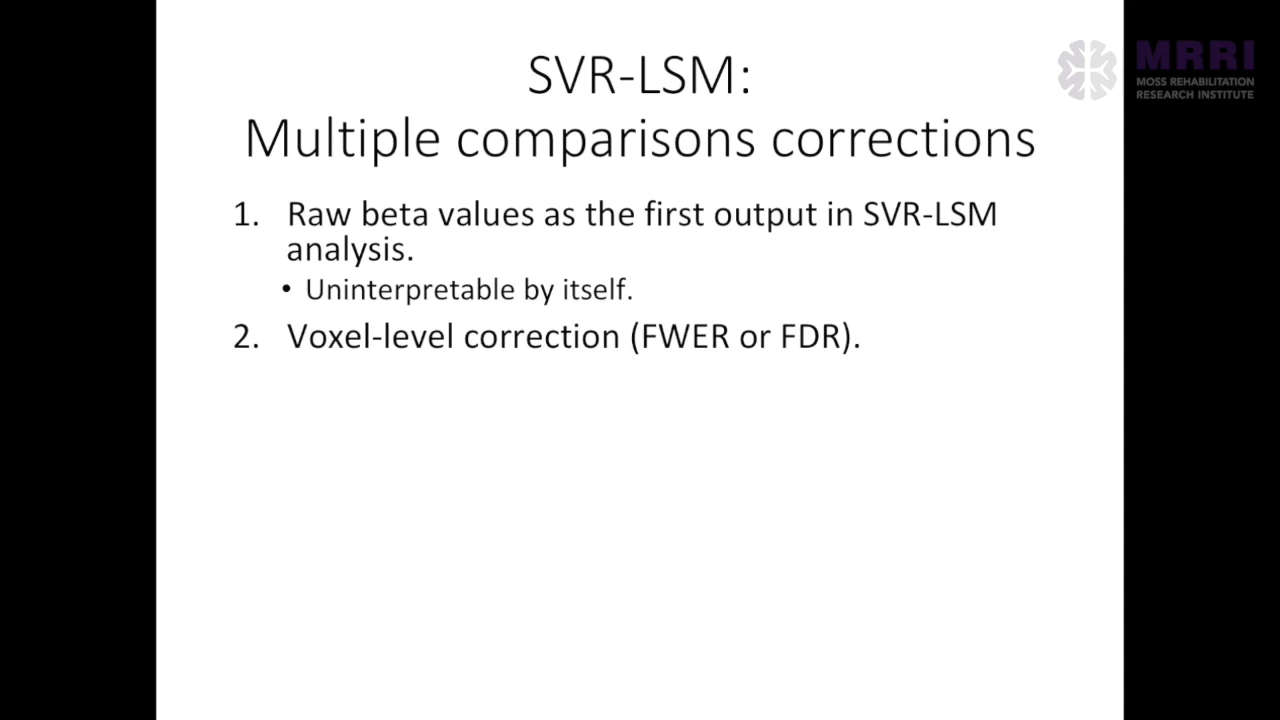 SVR-LSM:
Multiple comparisons corrections
MRRI
MOSS REHABILITATION
RESEARCH INSTITUTE
1. Raw beta values as the first output in SVR-LSM
analysis.
• Uninterpretable by itself.
2. Voxel-level correction (FWER or FDR).